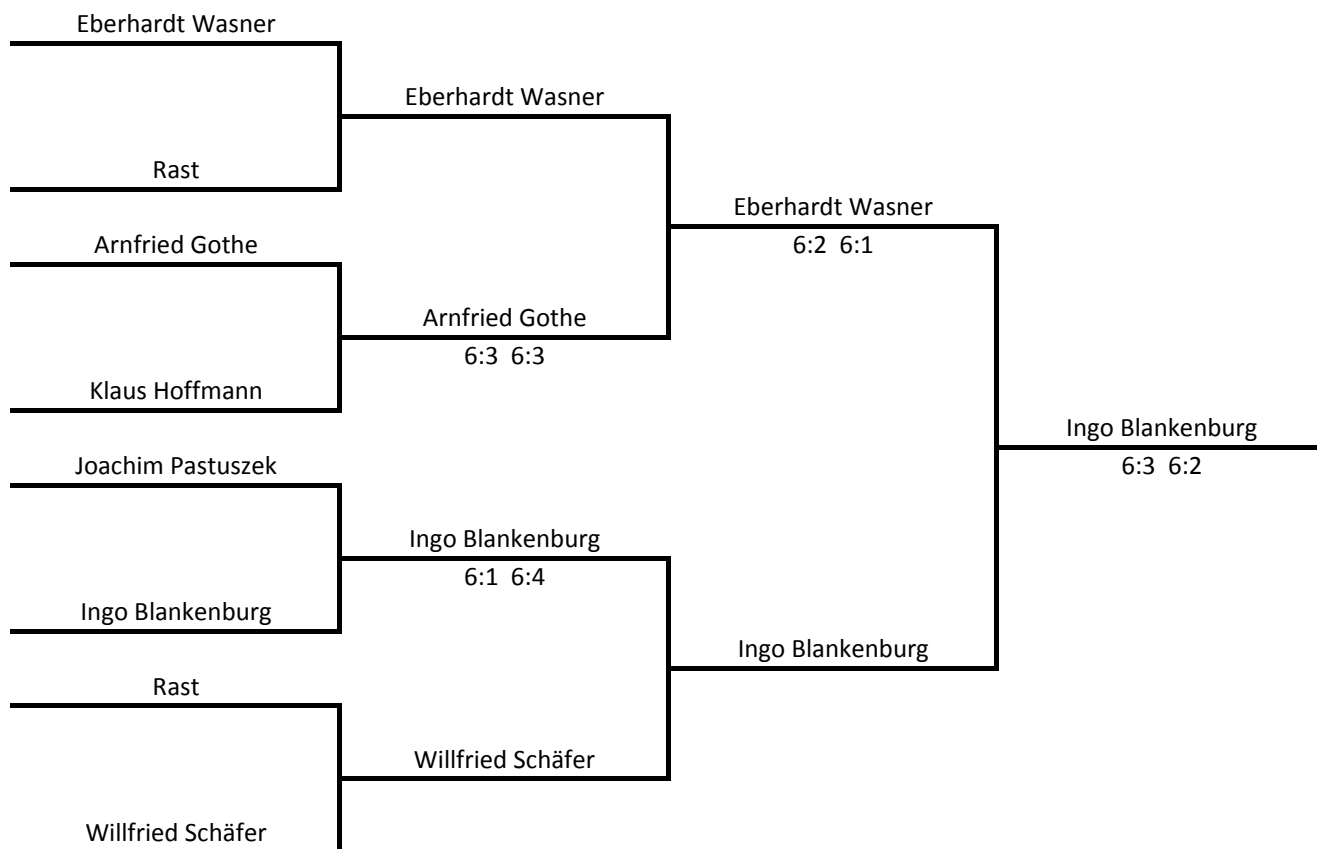 Eberhardt Wasner
Eberhardt Wasner
Rast
Eberhardt Wasner
6:2 6:1
Arnfried Gothe
Arnfried Gothe
6:3 6:3
Klaus Hoffmann
Ingo Blankenburg
6:3 6:2
Joachim Pastuszek
Ingo Blankenburg
6:1 6:4
Ingo Blankenburg
Ingo Blankenburg
Rast
Willfried Schäfer
Willfried Schäfer